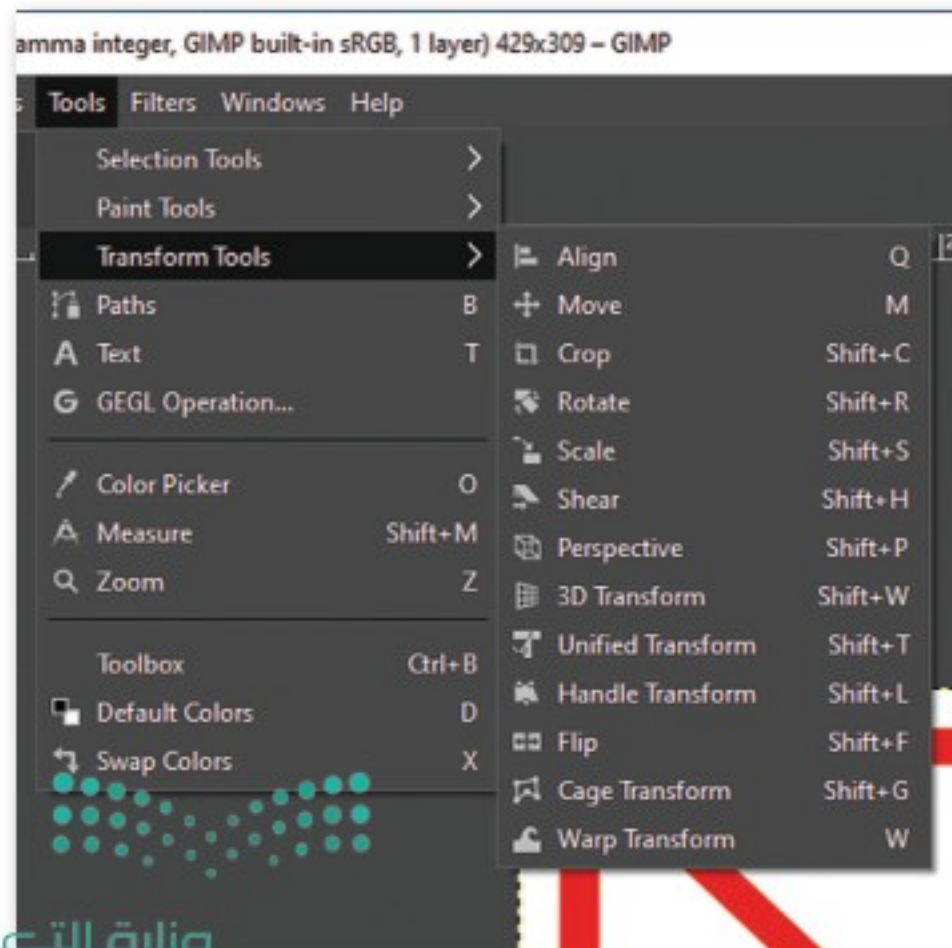 amma integer, GIMP built-in sRGB, 1 layer) 429x309 – GIMP
s Tools Filters Windows Help
Selection Tools
Paint Tools
Transform Tools
Paths B
Text T
GEGL Operation...
Color Picker O
Measure Shift+M
Zoom Z
Toolbox Ctrl+B
Default Colors D
Swap Colors X
Align Q
Move M
Crop Shift+C
Rotate Shift+R
Scale Shift+S
Shear Shift+H
Perspective Shift+P
3D Transform Shift+W
Unified Transform Shift+T
Handle Transform Shift+L
Flip Shift+F
Cage Transform Shift+G
Warp Transform W
وزارة